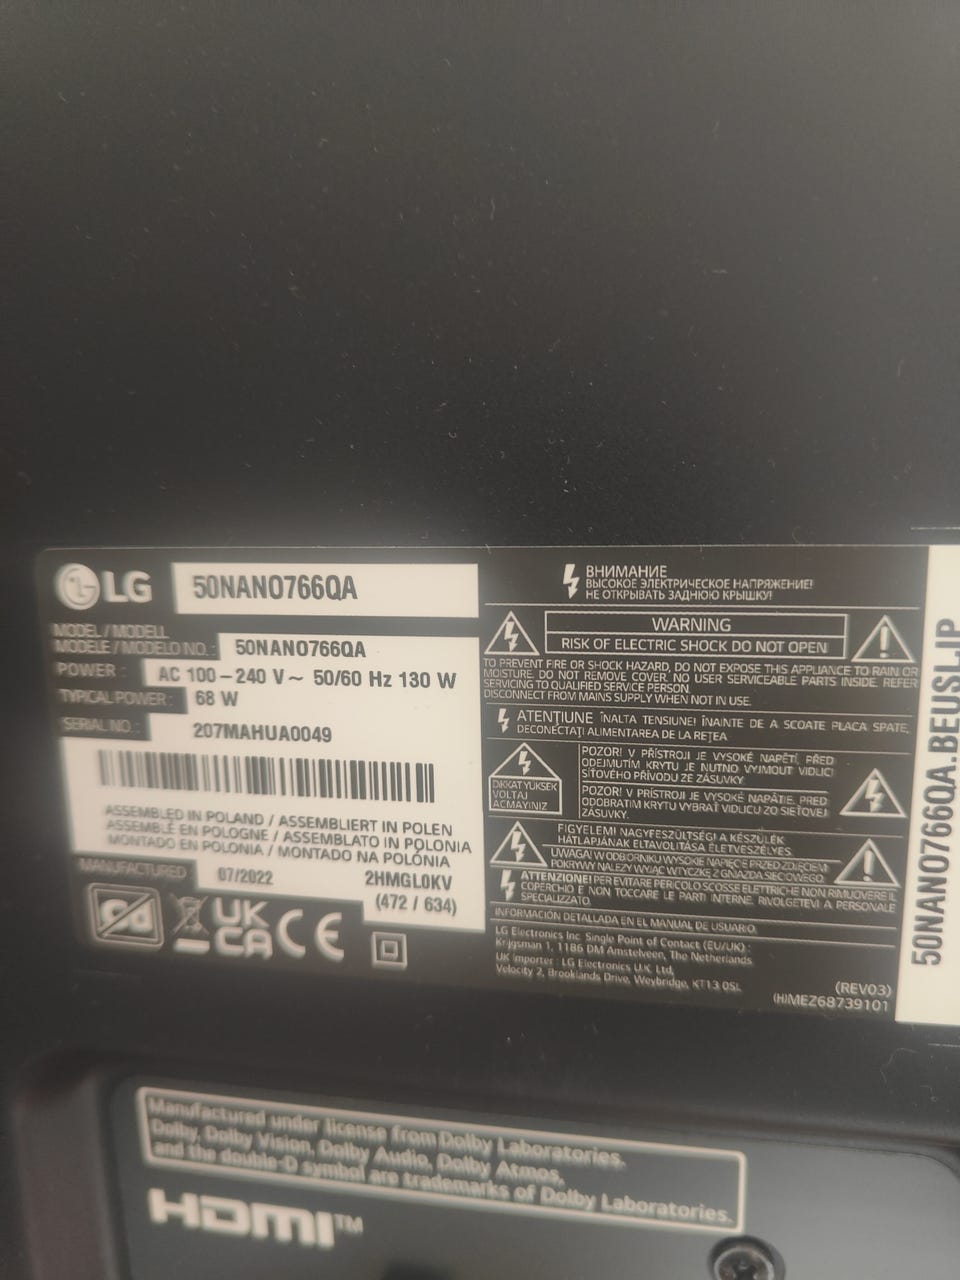 LG
50NANO766QA
MODEL / MODELL
MODELE / MODELO NO. :
50NANO766QA
POWER :
AC 100 – 240 V ~ 50/60 Hz 130 W
TYPICAL POWER :
68 W
SERIAL NO. :
207MAHUA0049
ASSEMBLED IN POLAND / ASSEMBLIERT IN POLEN
ASSEMBLÉ EN POLOGNE / ASSEMBLATO IN POLONIA
MONTADO EN POLONIA / MONTADO NA POLÓNIA
MANUFACTURED
07/2022
2HMGL0KV
(472 / 634)
UK
CA CE
ВНИМАНИЕ
ВЫСОКОЕ ЭЛЕКТРИЧЕСКОЕ НАПРЯЖЕНИЕ!
НЕ ОТКРЫВАТЬ ЗАДНЮЮ КРЫШКУ!
WARNING
RISK OF ELECTRIC SHOCK DO NOT OPEN
TO PREVENT FIRE OR SHOCK HAZARD, DO NOT EXPOSE THIS APPLIANCE TO RAIN OR
MOISTURE. DO NOT REMOVE COVER. NO USER SERVICEABLE PARTS INSIDE. REFER
SERVICING TO QUALIFIED SERVICE PERSON.
DISCONNECT FROM MAINS SUPPLY WHEN NOT IN USE.
ATENȚIUNE ÎNALTA TENSIUNE! ÎNAINTE DE A SCOATE PLACA SPATE,
DECONECTAȚI ALIMENTAREA DE LA REȚEA
DIKKAT YUKSEK
VOLTAJ
ACMAYINIZ
POZOR! V PŘÍSTROJI JE VYSOKÉ NAPĚTÍ, PŘED
ODEJMUTÍM KRYTU JE NUTNO VYJMOUT VIDLICI
SÍŤOVÉHO PŘÍVODU ZE ZÁSUVKY.
POZOR! V PRÍSTROJI JE VYSOKÉ NAPÄTIE. PRED
ODOBRATIM KRYTU VYBRAŤ VIDLICU ZO SIEŤOVEJ
ZÁSUVKY.
FIGYELEM! NAGYFESZÜLTSÉG! A KÉSZÜLÉK
HÁTLAPJÁNAK ELTÁVOLÍTÁSA ÉLETVESZÉLYES.
UWAGA! W ODBIORNIKU WYSOKIE NAPIĘCIE PRZED ZDJĘCIEM
POKRYWY NALEŻY WYJĄĆ WTYCZKĘ Z GNIAZDA SIECIOWEGO.
ATTENZIONE! PER EVITARE PERICOLO SCOSSE ELETTRICHE NON RIMUOVERE IL
COPERCHIO E NON TOCCARE LE PARTI INTERNE. RIVOLGETEVI A PERSONALE
SPECIALIZZATO.
INFORMACIÓN DETALLADA EN EL MANUAL DE USUARIO.
LG Electronics Inc. Single Point of Contact (EU/UK) :
Krijgsman 1, 1186 DM Amstelveen, The Netherlands
UK Importer : LG Electronics U.K. Ltd,
Velocity 2, Brooklands Drive, Weybridge, KT13 0SL
(REV03)
(H)MEZ68739101
50NANO766QA.BEUSLJP
Manufactured under license from Dolby Laboratories.
Dolby, Dolby Vision, Dolby Audio, Dolby Atmos,
and the double-D symbol are trademarks of Dolby Laboratories.
HDMI™